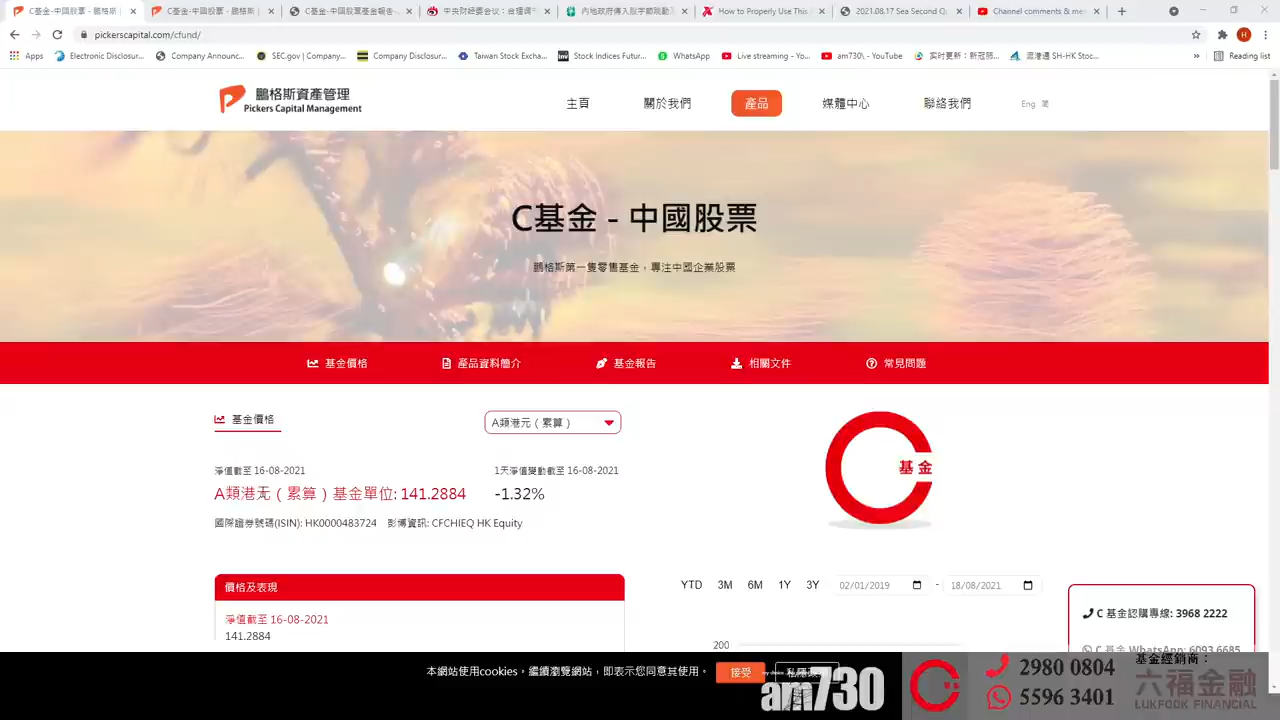 C基金-中國股票 - 鵬格斯
C基金-中國股票 - 鵬格斯
C基金-中國股票基金報告-
中央财经委会议：合理调节
內地政府傳入股字節跳動
How to Properly Use This
2021.08.17 Sea Second Q
Channel comments & me
pickerscapital.com/cfund/
H
Apps
Electronic Disclosur...
Company Announc...
SEC.gov | Company...
Company Disclosur...
Taiwan Stock Excha...
Stock Indices Futur...
WhatsApp
Live streaming - Yo...
am730\ - YouTube
实时更新：新冠肺...
滬港通 SH-HK Stoc...
»
Reading list
鵬格斯資產管理
Pickers Capital Management
主頁
關於我們
產品
媒體中心
聯絡我們
Eng 简
C基金 - 中國股票
鵬格斯第一隻零售基金，專注中國企業股票
基金價格
產品資料簡介
基金報告
相關文件
常見問題
基金價格
A類港元（累算）
淨值截至 16-08-2021
1天淨值變動截至 16-08-2021
A類港元（累算）基金單位: 141.2884
-1.32%
國際證券號碼(ISIN): HK0000483724 彭博資訊: CFCHIEQ HK Equity
基金
價格及表現
淨值截至 16-08-2021
141.2884
YTD 3M 6M 1Y 3Y 02/01/2019 - 18/08/2021
200
C 基金認購專線: 3968 2222
C 基金 WhatsApp: 6093 6685
本網站使用cookies，繼續瀏覽網站，即表示您同意其使用。
接受
am730
2980 0804
5596 3401
基金經銷商：
六福金融
LUKFOOK FINANCIAL